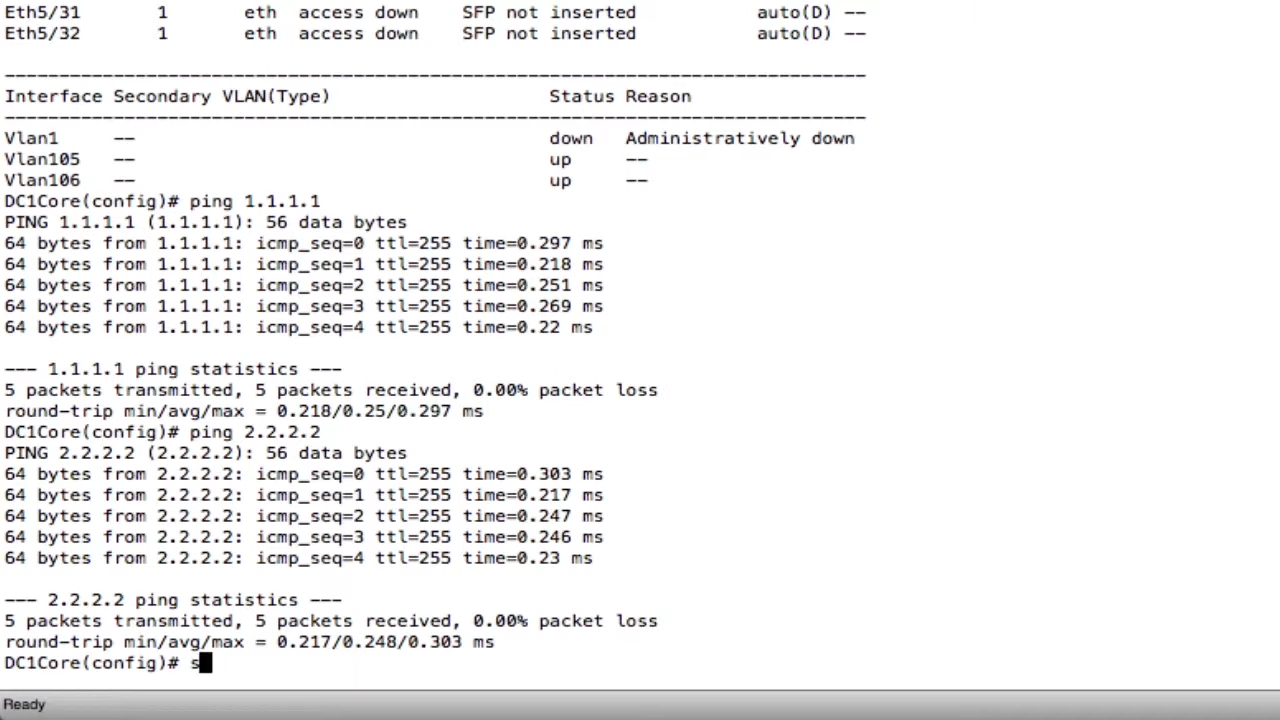 Eth5/31       1       eth  access down    SFP not inserted           auto(D) --
Eth5/32       1       eth  access down    SFP not inserted           auto(D) --
-------------------------------------------------------------------------------
Interface Secondary VLAN(Type)                    Status Reason
-------------------------------------------------------------------------------
Vlan1     --                                      down   Administratively down
Vlan105   --                                      up     --
Vlan106   --                                      up     --
DC1Core(config)# ping 1.1.1.1
PING 1.1.1.1 (1.1.1.1): 56 data bytes
64 bytes from 1.1.1.1: icmp_seq=0 ttl=255 time=0.297 ms
64 bytes from 1.1.1.1: icmp_seq=1 ttl=255 time=0.218 ms
64 bytes from 1.1.1.1: icmp_seq=2 ttl=255 time=0.251 ms
64 bytes from 1.1.1.1: icmp_seq=3 ttl=255 time=0.269 ms
64 bytes from 1.1.1.1: icmp_seq=4 ttl=255 time=0.22 ms
--- 1.1.1.1 ping statistics ---
5 packets transmitted, 5 packets received, 0.00% packet loss
round-trip min/avg/max = 0.218/0.25/0.297 ms
DC1Core(config)# ping 2.2.2.2
PING 2.2.2.2 (2.2.2.2): 56 data bytes
64 bytes from 2.2.2.2: icmp_seq=0 ttl=255 time=0.303 ms
64 bytes from 2.2.2.2: icmp_seq=1 ttl=255 time=0.217 ms
64 bytes from 2.2.2.2: icmp_seq=2 ttl=255 time=0.247 ms
64 bytes from 2.2.2.2: icmp_seq=3 ttl=255 time=0.246 ms
64 bytes from 2.2.2.2: icmp_seq=4 ttl=255 time=0.23 ms
--- 2.2.2.2 ping statistics ---
5 packets transmitted, 5 packets received, 0.00% packet loss
round-trip min/avg/max = 0.217/0.248/0.303 ms
DC1Core(config)# s
Ready